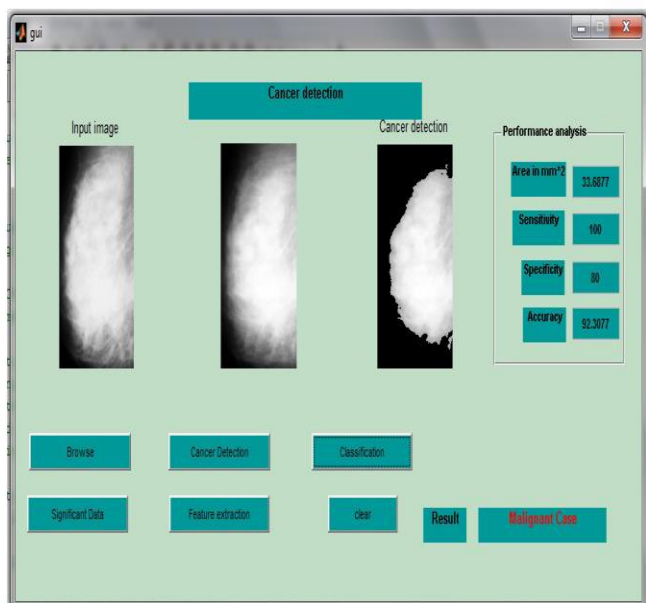 gui
Cancer detection
Input image
Cancer detection
Performance analysis
Area in mm^2
33.6877
Sensitivity
100
Specificity
80
Accuracy
92.3077
Browse
Cancer Detection
Classification
Significant Data
Feature extraction
clear
Result
Malignant Case